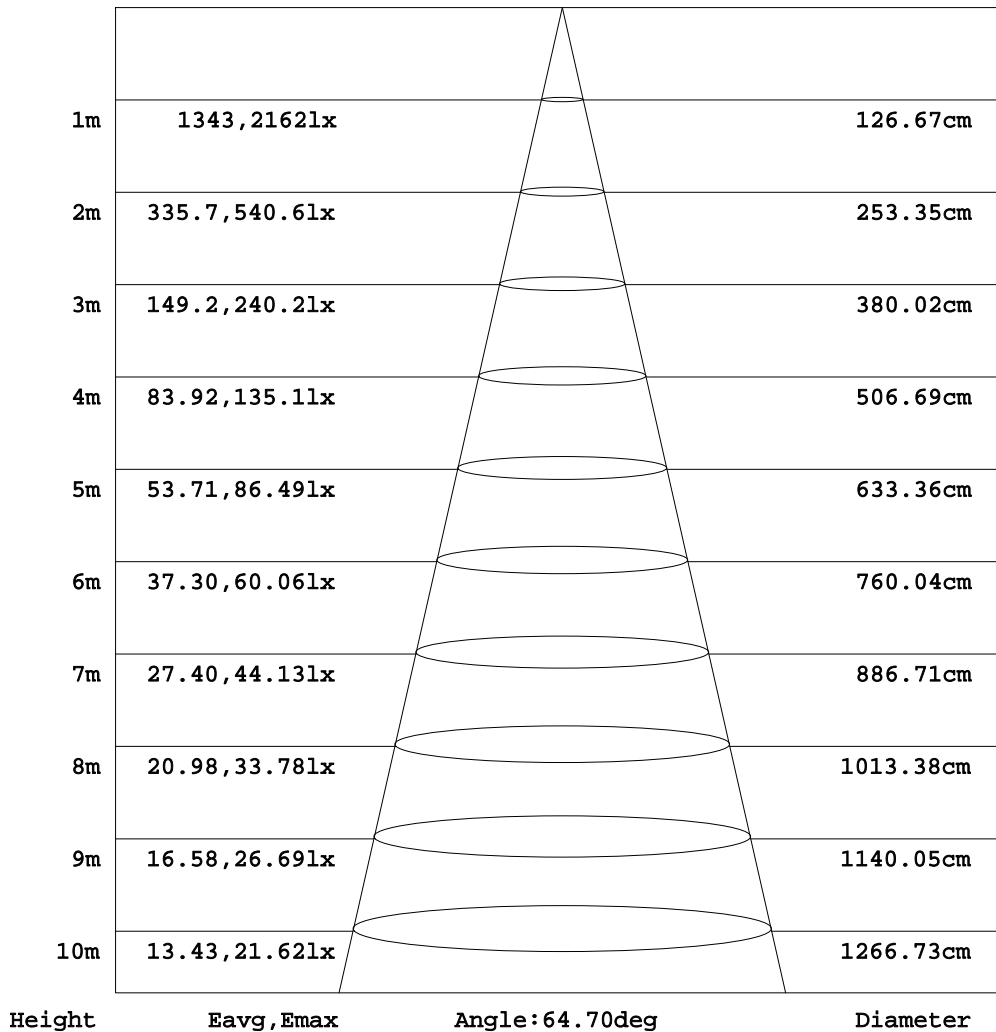 1m 1343,2162lx 126.67cm
2m 335.7,540.6lx 253.35cm
3m 149.2,240.2lx 380.02cm
4m 83.92,135.1lx 506.69cm
5m 53.71,86.49lx 633.36cm
6m 37.30,60.06lx 760.04cm
7m 27.40,44.13lx 886.71cm
8m 20.98,33.78lx 1013.38cm
9m 16.58,26.69lx 1140.05cm
10m 13.43,21.62lx 1266.73cm
Height Eavg,Emax Angle:64.70deg Diameter